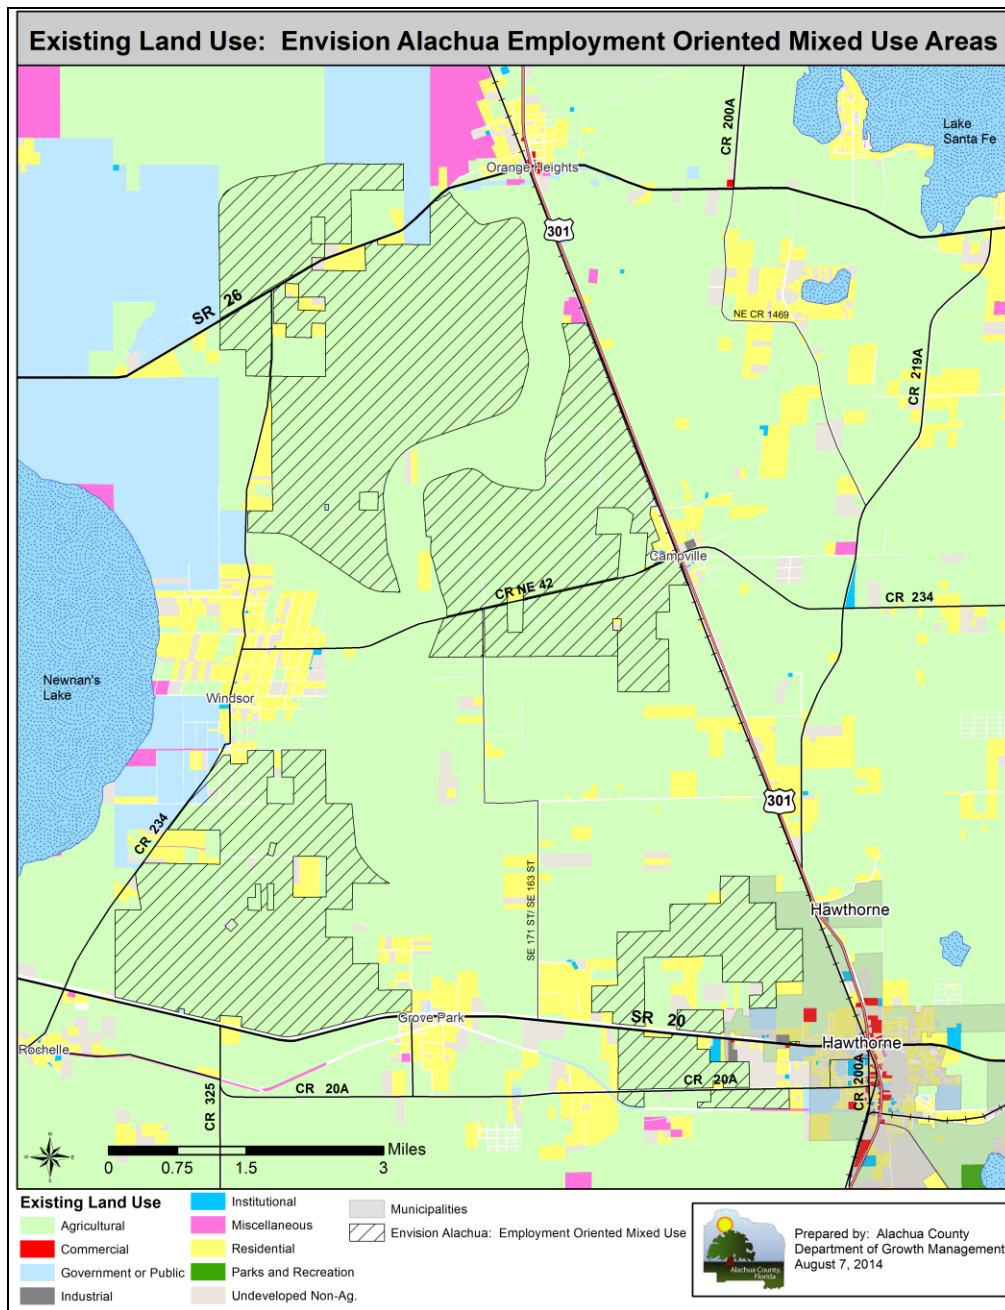 Existing Land Use: Envision Alachua Employment Oriented Mixed Use Areas
CR 200A
Lake
Santa Fe
Orange Heights
301
SR 26
NE CR 1469
CR 219A
Campville
CR NE 42
CR 234
Newnan's
Lake
Windsor
301
CR 234
SE 171 ST/ SE 163 ST
Hawthorne
Grove Park
SR 20
Hawthorne
Rochelle
CR 20A
CR 20A
CR 200A
CR 325
N
W
E
S
Miles
0 0.75 1.5 3
Existing Land Use
Agricultural
Commercial
Government or Public
Industrial
Institutional
Miscellaneous
Residential
Parks and Recreation
Undeveloped Non-Ag.
Municipalities
Envision Alachua: Employment Oriented Mixed Use
Alachua County,
Florida
Prepared by: Alachua County
Department of Growth Management
August 7, 2014